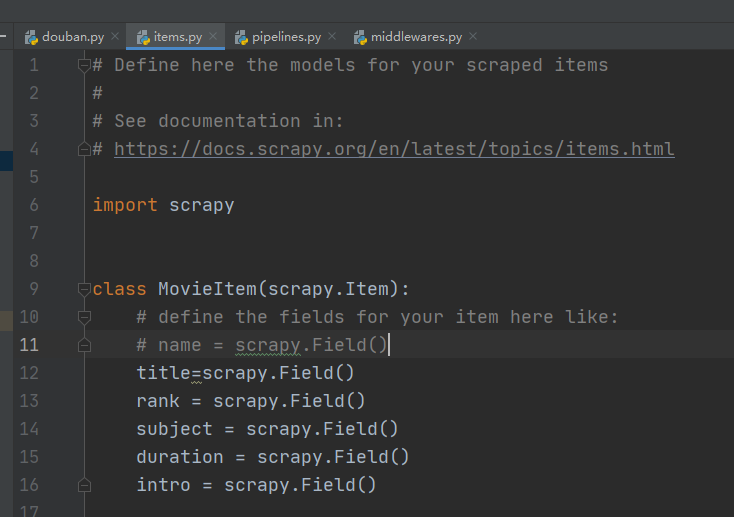 douban.py items.py pipelines.py middlewares.py
1 # Define here the models for your scraped items
2 #
3 # See documentation in:
4 # https://docs.scrapy.org/en/latest/topics/items.html
5
6 import scrapy
7
8
9 class MovieItem(scrapy.Item):
10 # define the fields for your item here like:
11 # name = scrapy.Field()
12 title=scrapy.Field()
13 rank = scrapy.Field()
14 subject = scrapy.Field()
15 duration = scrapy.Field()
16 intro = scrapy.Field()
17